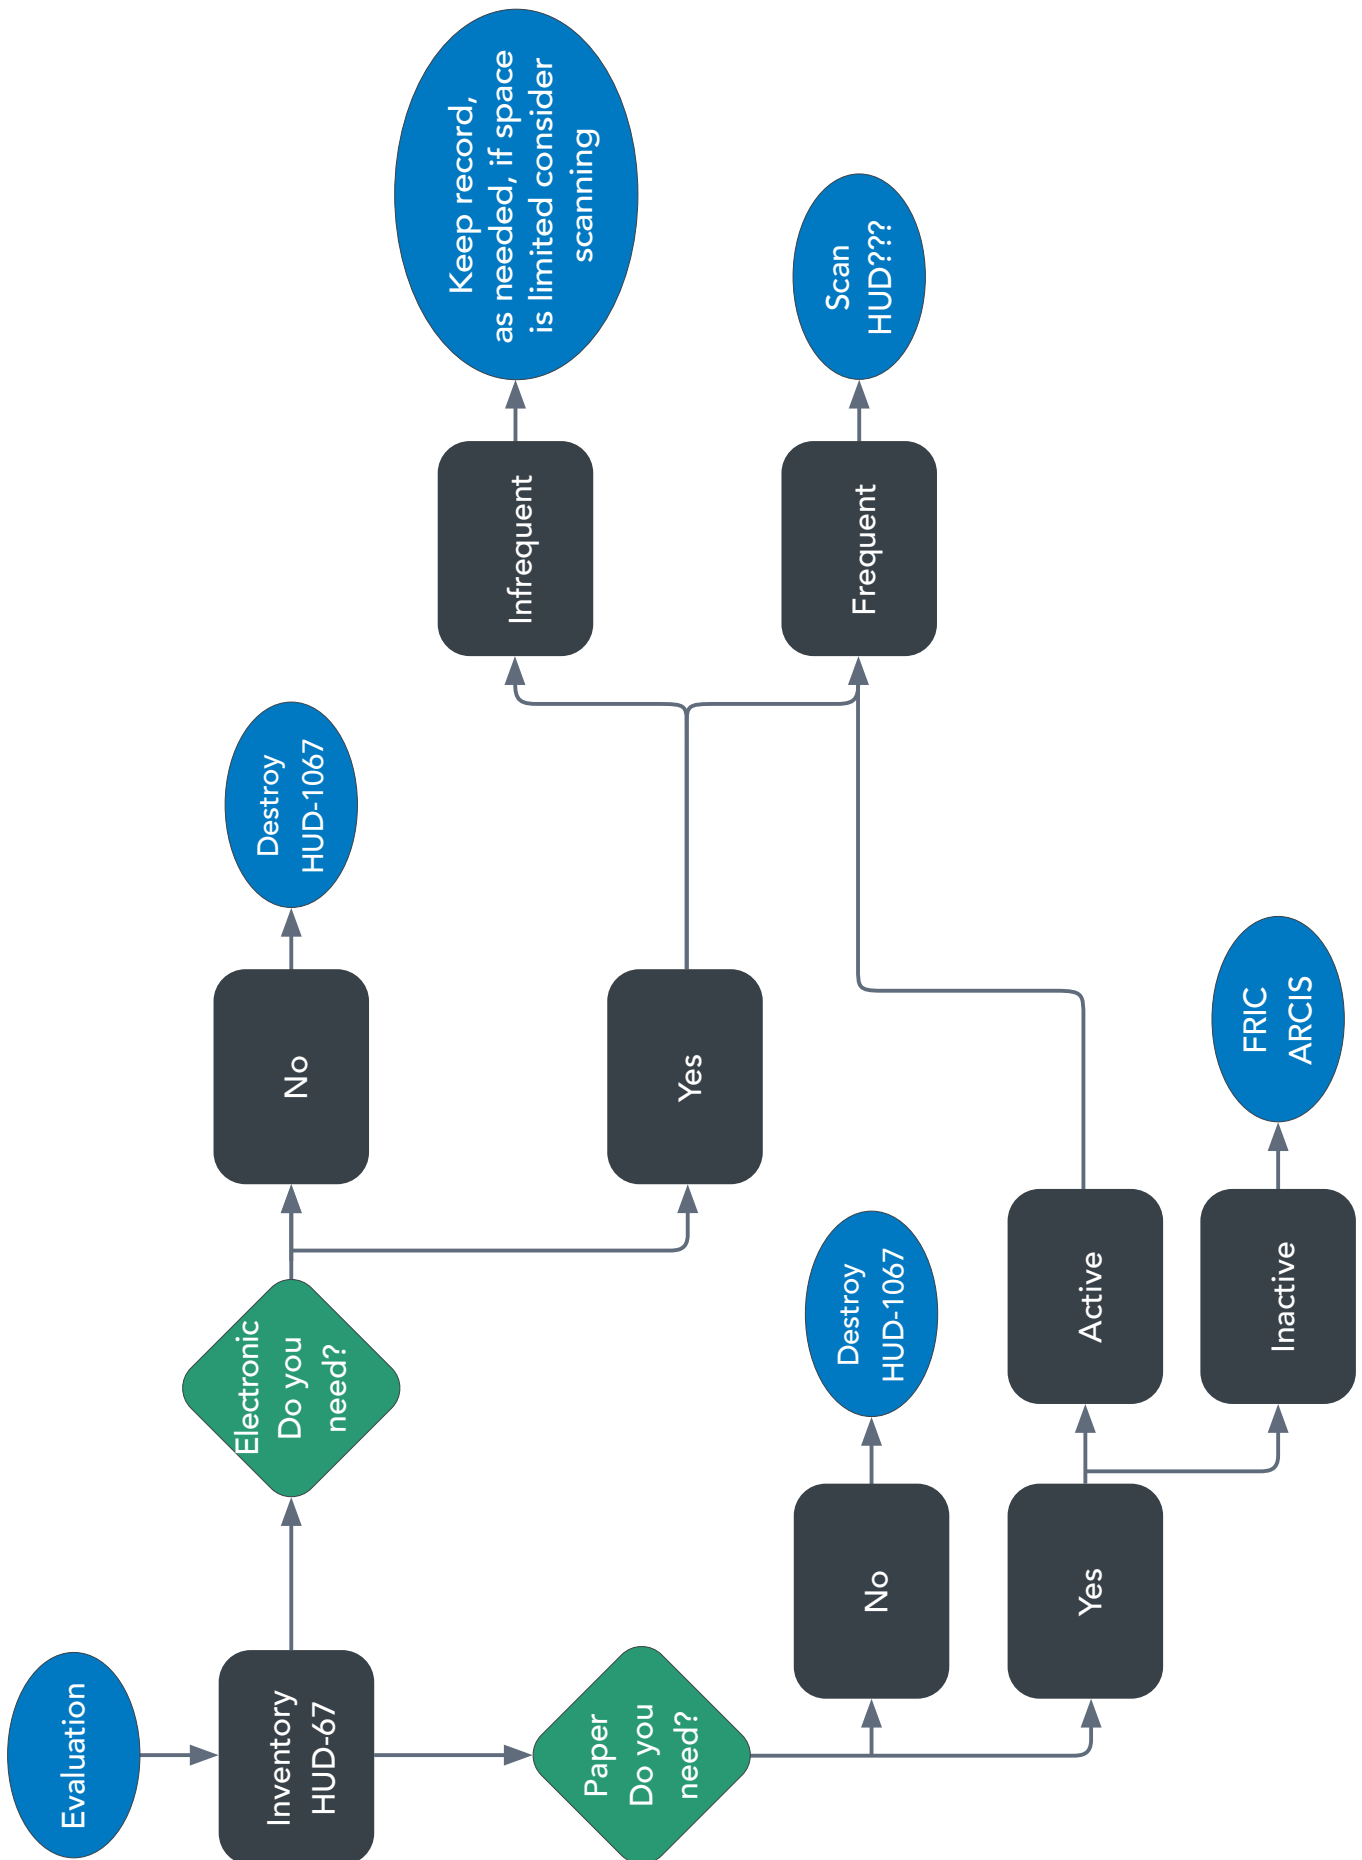 Evaluation
Inventory
HUD-67
Electronic
Do you
need?
No
Destroy
HUD-1067
Yes
Infrequent
Keep record,
as needed, if space
is limited consider
scanning
Frequent
Scan
HUD???
Paper
Do you
need?
No
Destroy
HUD-1067
Yes
Active
Inactive
FRIC
ARCIS